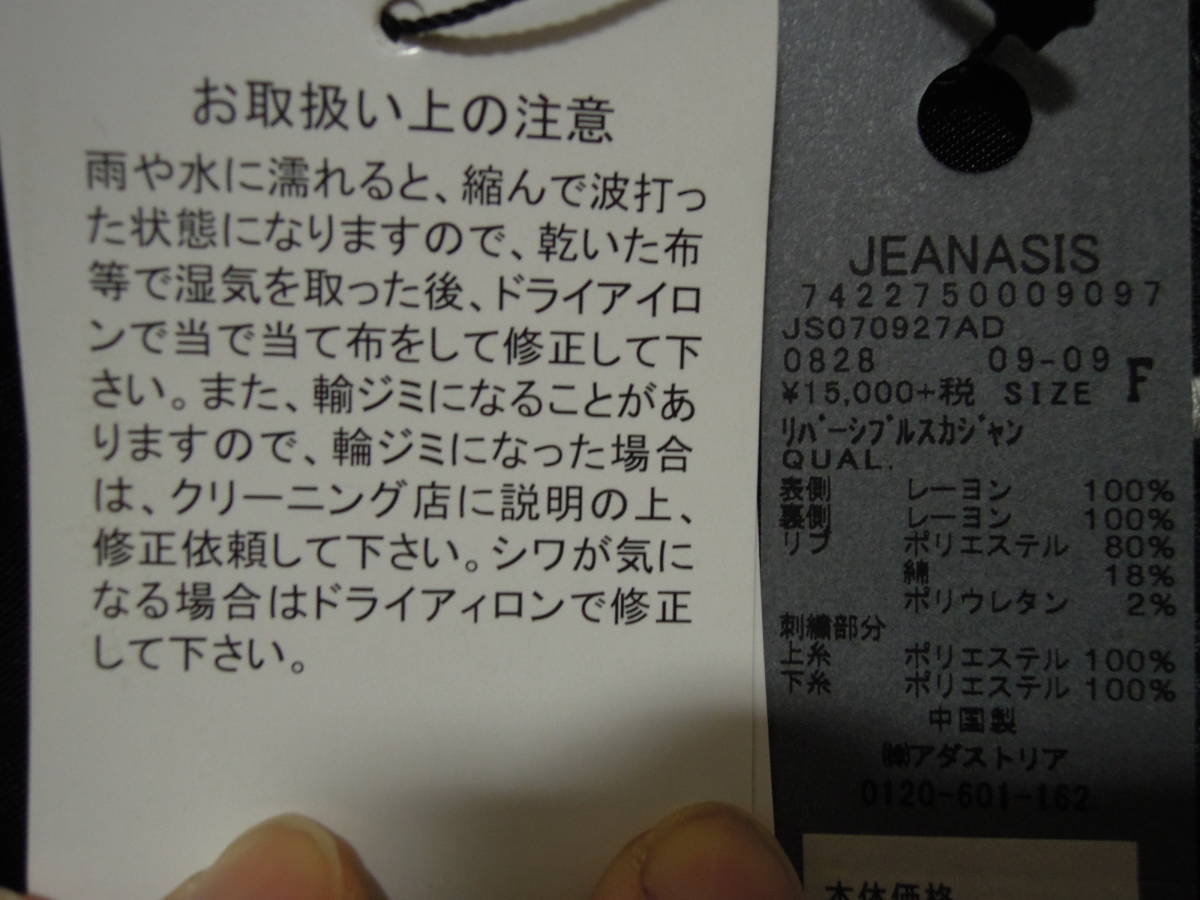 お取扱い上の注意
雨や水に濡れると、縮んで波打っ
た状態になりますので、乾いた布
等で湿気を取った後、ドライアイロ
ンで当で当て布をして修正して下
さい。また、輸ジミになることがあ
りますので、輪ジミになった場合
は、クリーニング店に説明の上、
修正依頼して下さい。シワが気に
なる場合はドライアィロンで修正
して下さい。
JEANASIS
7422750009097
JS070927AD
0828 09-09
¥15,000+税 SIZE F
ﾘﾊﾞｰｼﾌﾞﾙｽｶｼﾞｬﾝ
QUAL.
表側 レーヨン 100%
裏側 レーヨン 100%
リブ ポリエステル 80%
綿 18%
ポリウレタン 2%
刺繍部分
上糸 ポリエステル 100%
下糸 ポリエステル 100%
中国製
㈱アダストリア
0120-601-162
本体価格